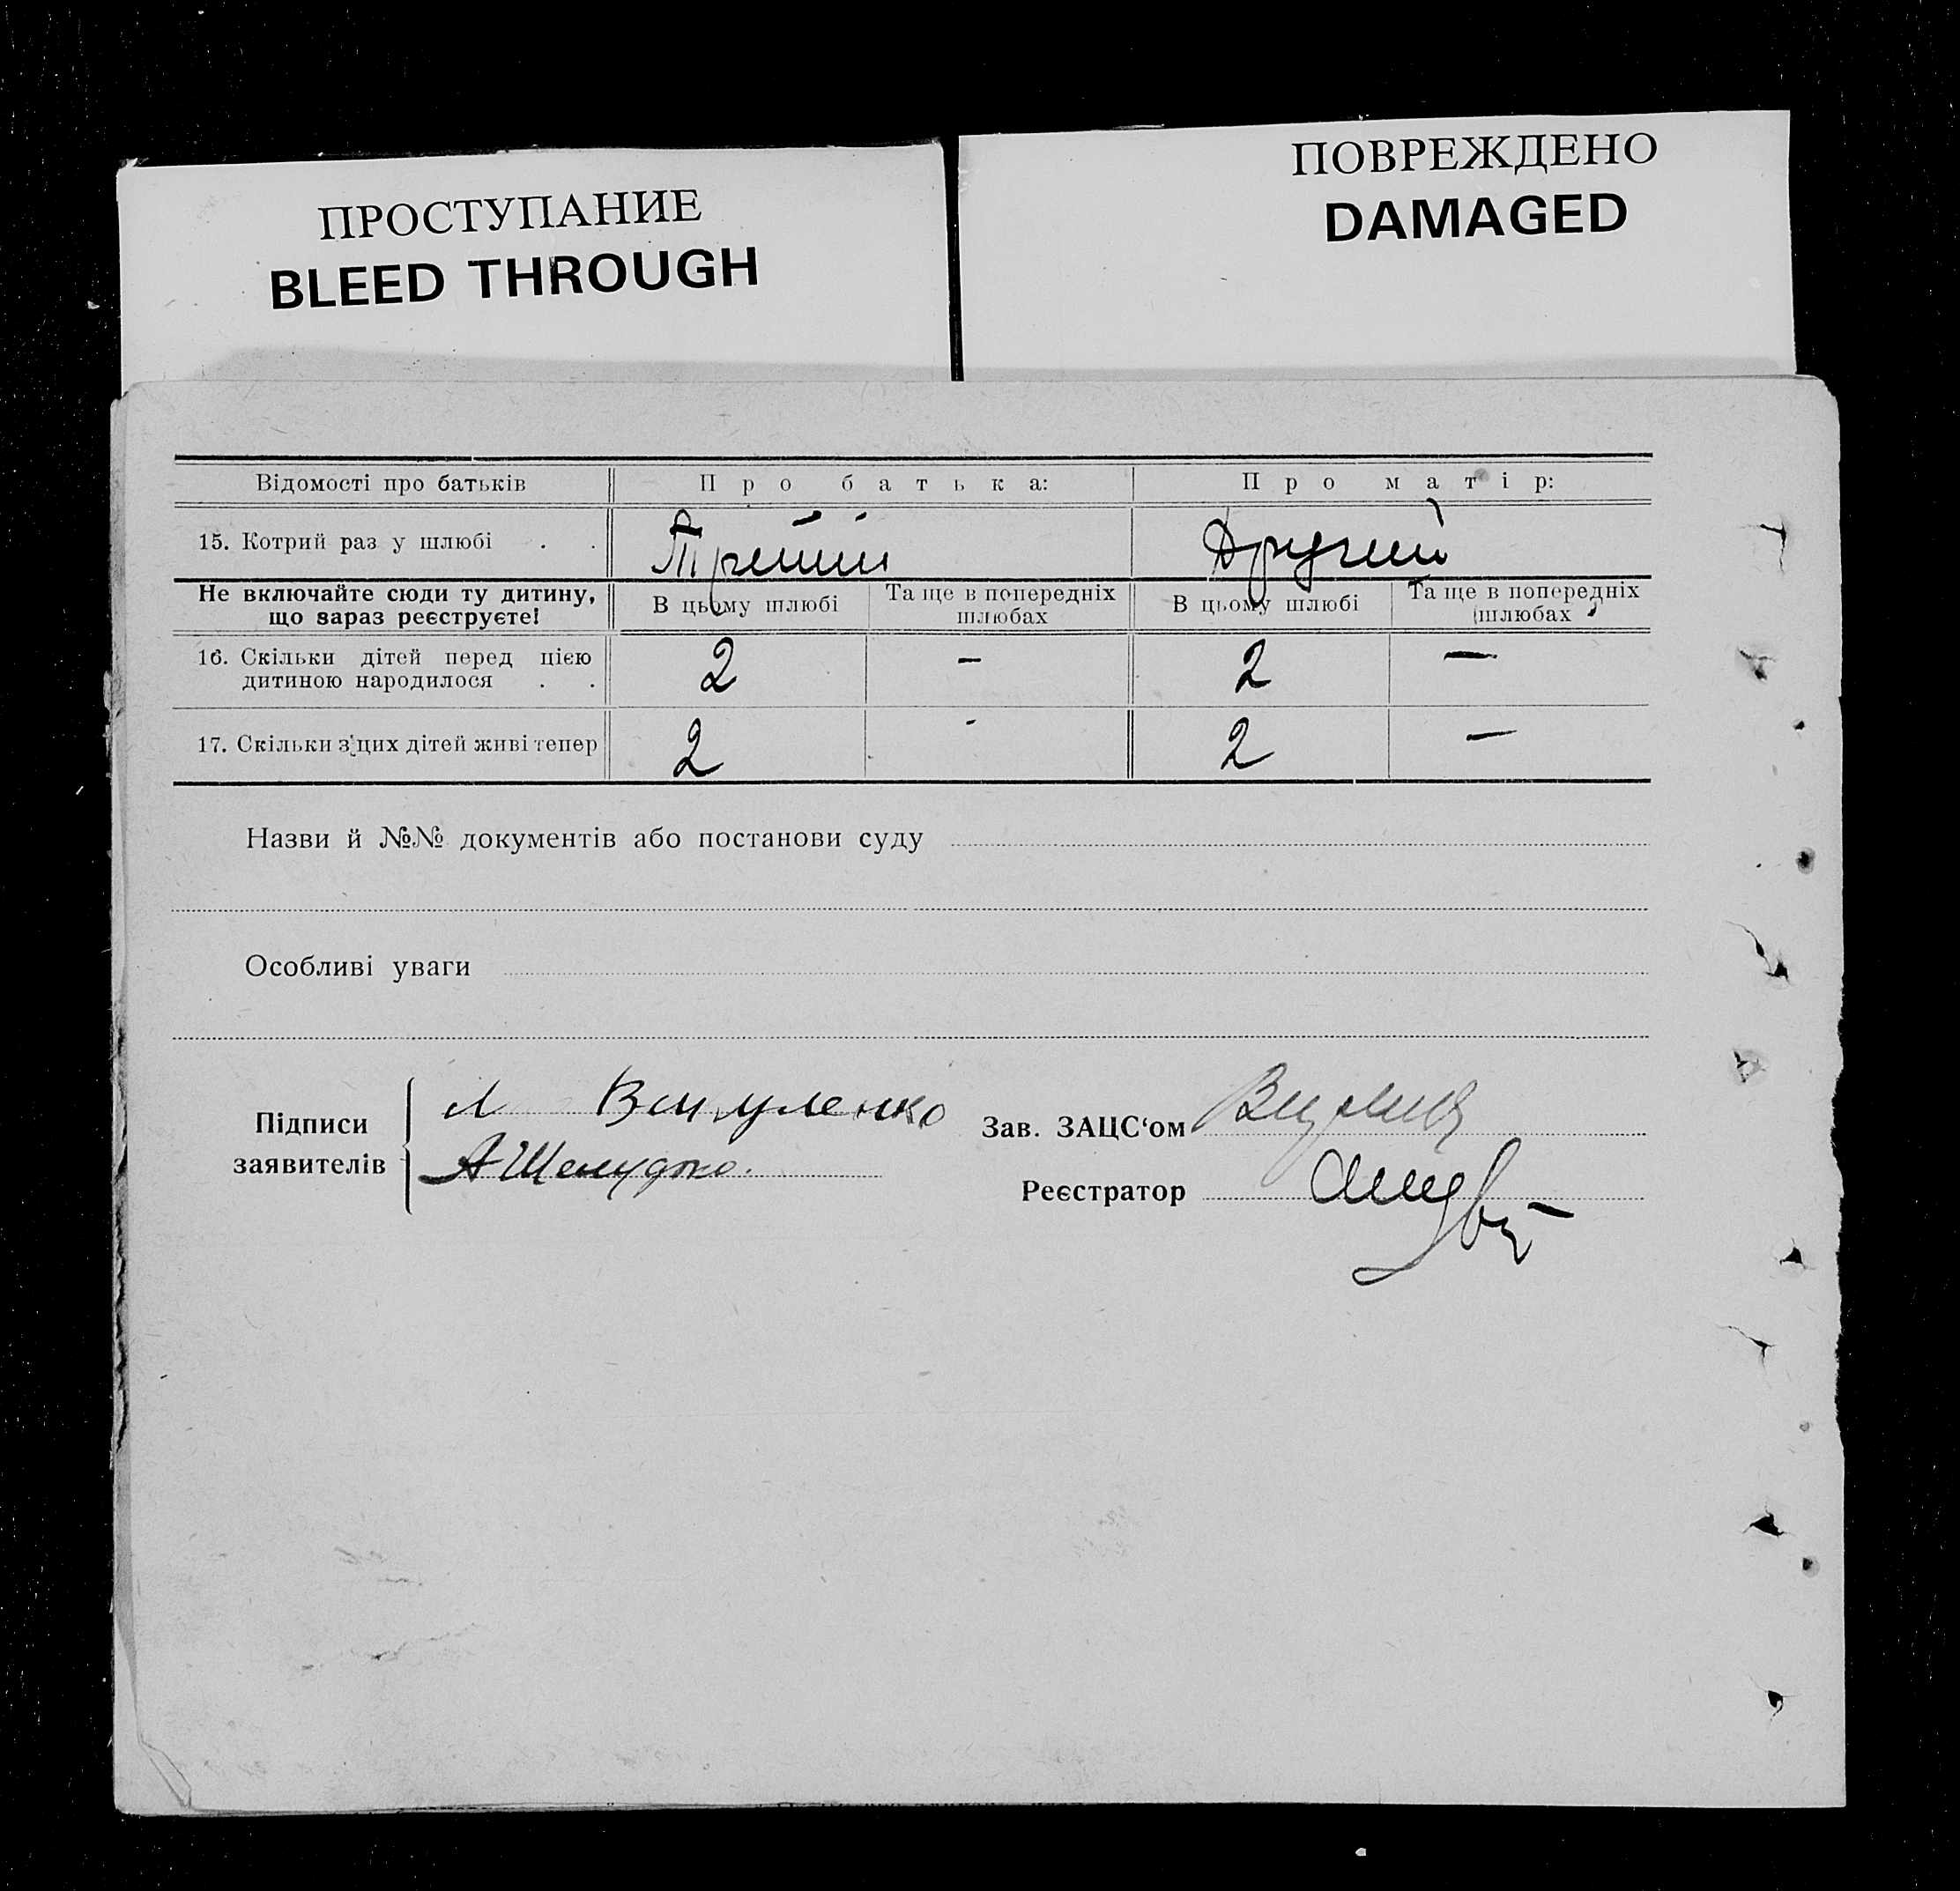 ПРОСТУПАНИЕ
BLEED THROUGH
ПОВРЕЖДЕНО
DAMAGED
Відомості про батьків Про батька: Про матір:
15. Котрий раз у шлюбі . . Третій Другий
Не включайте сюди ту дитину, що зараз реєструєте! В цьому шлюбі Та ще в попередніх шлюбах В цьому шлюбі Та ще в попередніх шлюбах
16. Скільки дітей перед цією дитиною народилося . . 2 — 2 —
17. Скільки з цих дітей живі тепер 2 - 2 —
Назви й №№ документів або постанови суду
Особливі уваги
Підписи заявителів
А Шелудко.
Зав. ЗАЦС‘ом
Реєстратор